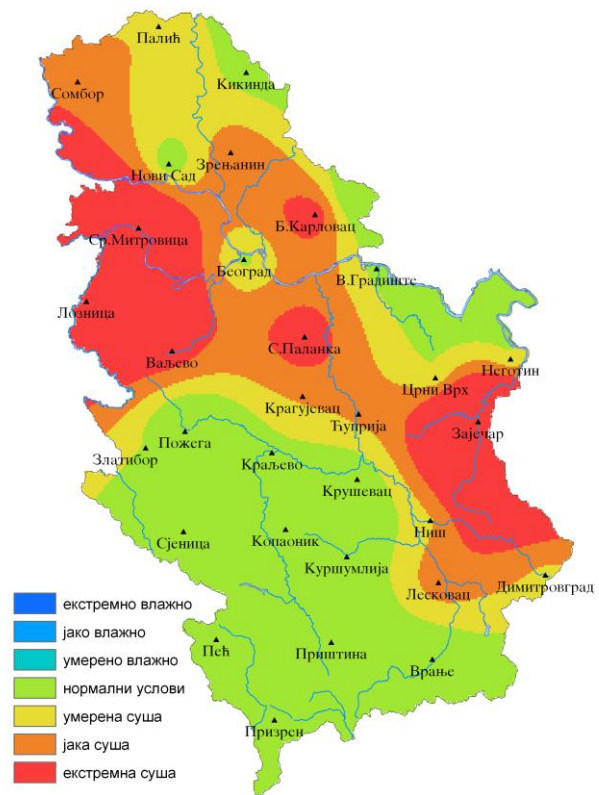 Палић
Кикинда
Сомбор
Зрењанин
Нови Сад
Б.Карловац
Ср.Митровица
Београд
В.Градиште
Лозница
С.Паланка
Ваљево
Неготин
Црни Врх
Крагујевац
Ћуприја
Зајечар
Пожега
Златибор
Краљево
Крушевац
Ниш
Сјеница
Копаоник
Куршумлија
Димитровград
Лесковац
Пећ
Приштина
Врање
Призрен
екстремно влажно
јако влажно
умерено влажно
нормални услови
умерена суша
јака суша
екстремна суша